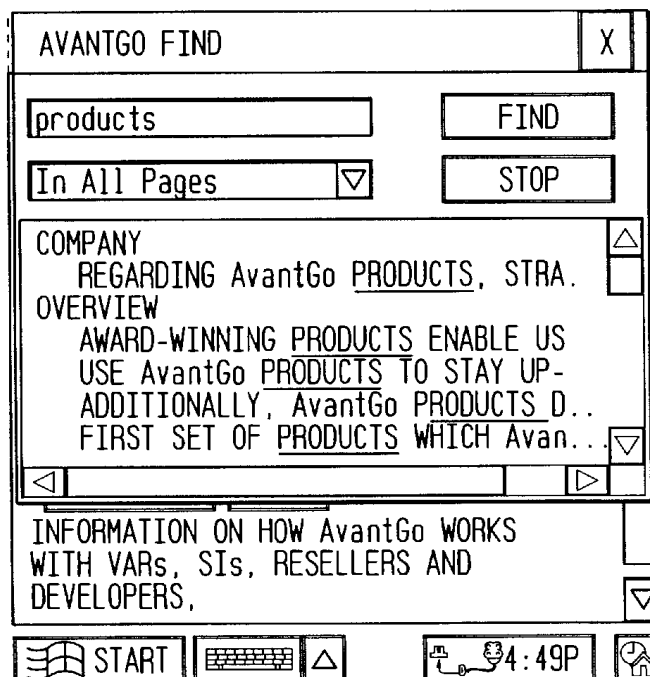 AVANTGO FIND X
products FIND
In All Pages STOP
COMPANY
REGARDING AvantGo PRODUCTS, STRA.
OVERVIEW
AWARD-WINNING PRODUCTS ENABLE US
USE AvantGo PRODUCTS TO STAY UP-
ADDITIONALLY, AvantGo PRODUCTS D..
FIRST SET OF PRODUCTS WHICH Avan...
INFORMATION ON HOW AvantGo WORKS
WITH VARs, SIs, RESELLERS AND
DEVELOPERS,
START 4:49P